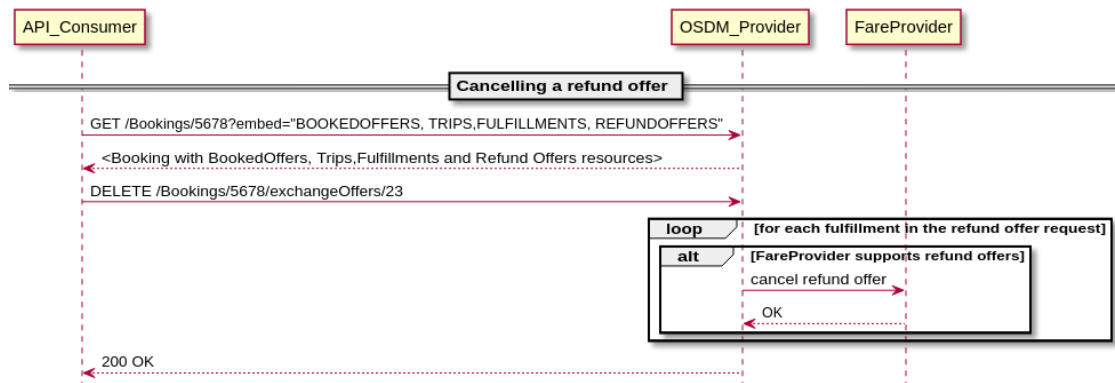 API_Consumer
OSDM_Provider
FareProvider
Cancelling a refund offer
GET /Bookings/5678?embed="BOOKEDOFFERS, TRIPS,FULFILLMENTS, REFUNDOFFERS"
<Booking with BookedOffers, Trips,Fulfillments and Refund Offers resources>
DELETE /Bookings/5678/exchangeOffers/23
loop [for each fulfillment in the refund offer request]
alt [FareProvider supports refund offers]
cancel refund offer
OK
200 OK